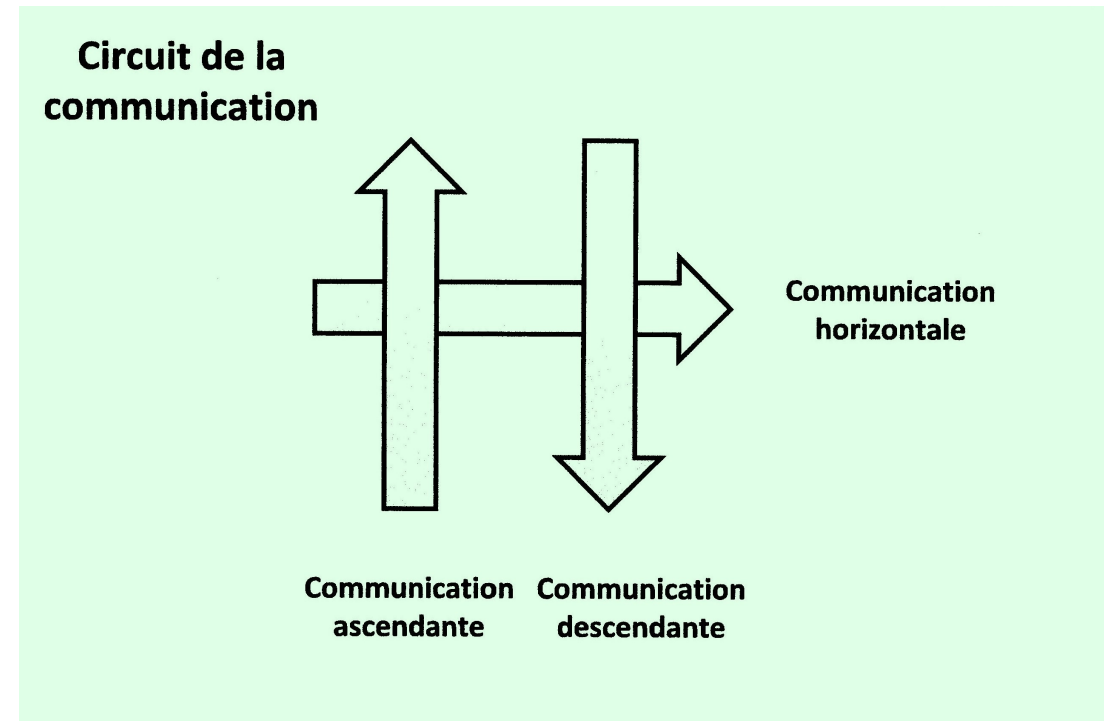 Circuit de la
communication
Communication
horizontale
Communication
ascendante
Communication
descendante